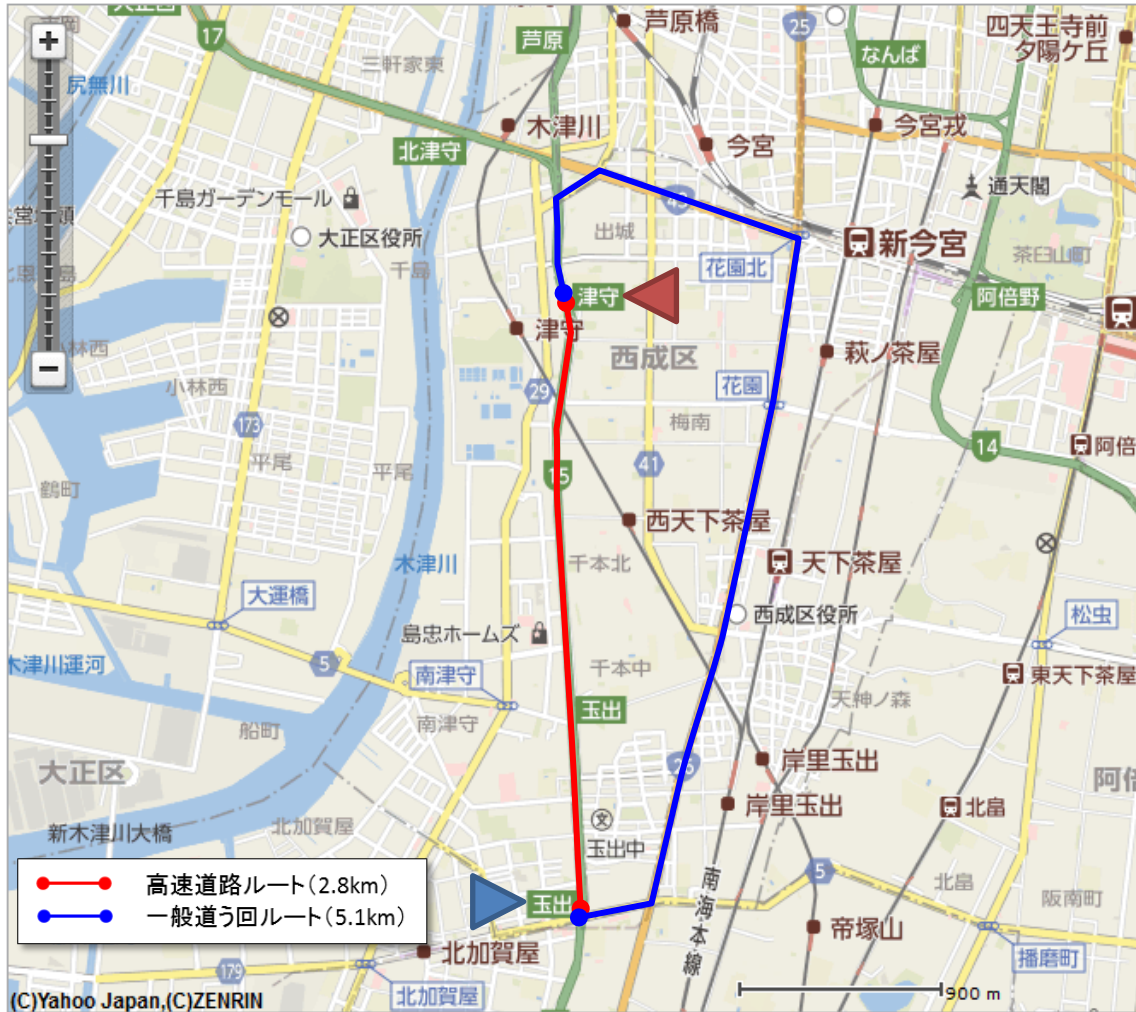 17
三軒家東
尻無川
芦原
芦原橋
25
なんば
四天王寺前
夕陽ケ丘
木津川
北津守
今宮
今宮戎
通天閣
千島ガーデンモール
大正区役所
千島
43
出城
花園北
新今宮
茶臼山町
阿倍野
津守
津守
小林西
小林西
西成区
萩ノ茶屋
花園
29
梅南
173
平尾
平尾
41
14
阿倍
鶴町
15
西天下茶屋
木津川
千本北
天下茶屋
大運橋
西成区役所
松虫
島忠ホームズ
木津川運河
5
南津守
千本中
東天下茶屋
天神ノ森
船町
南津守
玉出
大正区
26
岸里玉出
阿倍
新木津川大橋
北加賀屋
岸里玉出
北畠
玉出中
高速道路ルート(2.8km)
一般道う回ルート(5.1km)
玉出
南海本線
5
北畠
阪南町
帝塚山
北加賀屋
179
北加賀屋
播磨町
900 m
(C)Yahoo Japan,(C)ZENRIN